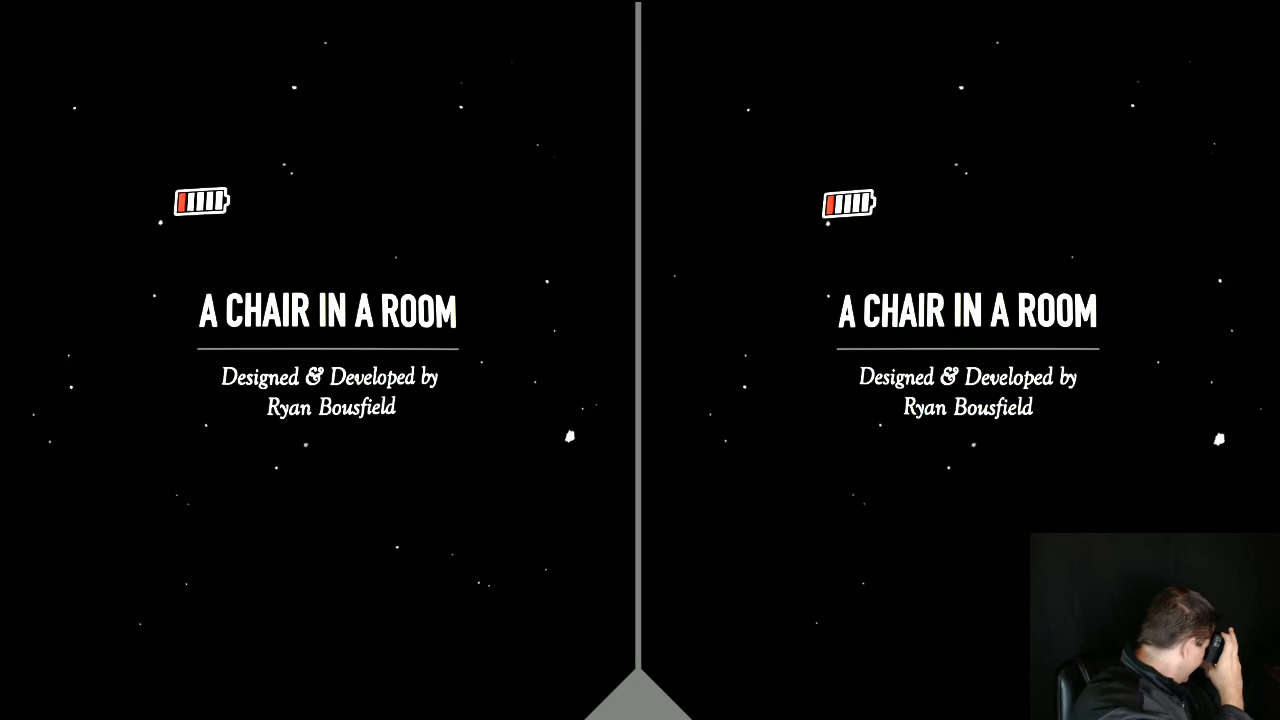 A CHAIR IN A ROOM
Designed & Developed by
Ryan Bousfield
A CHAIR IN A ROOM
Designed & Developed by
Ryan Bousfield